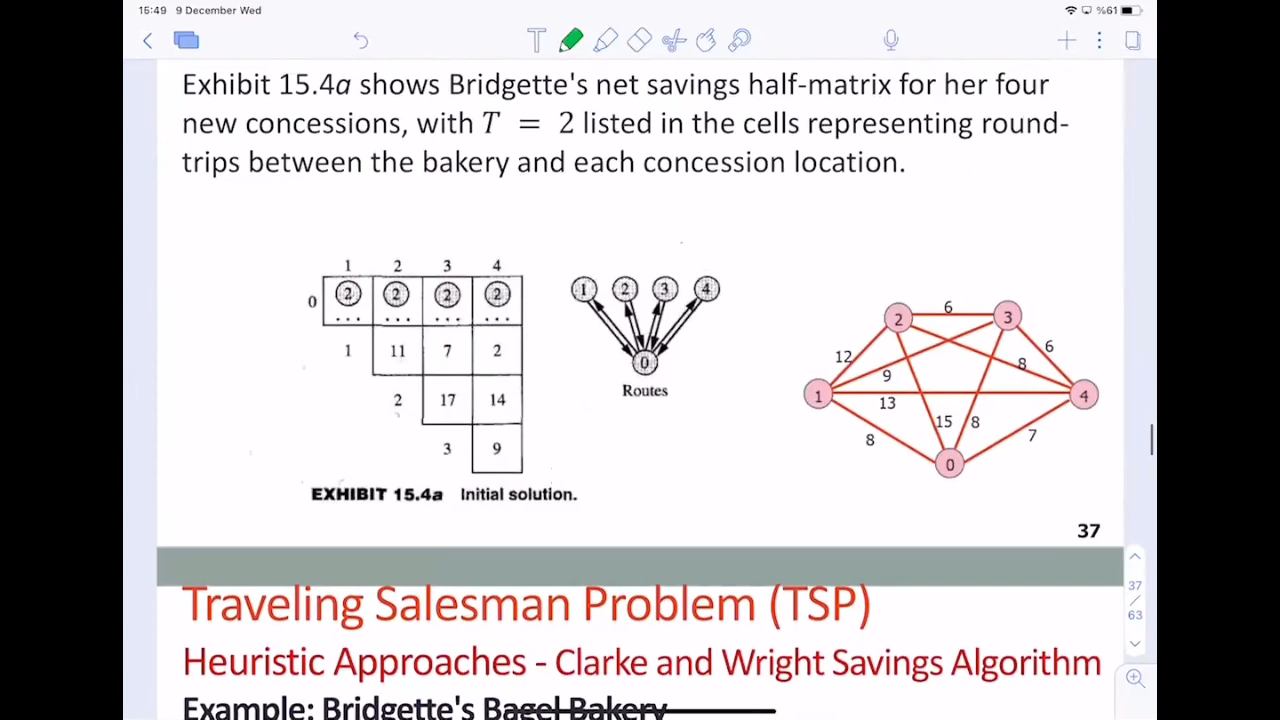 15:49 9 December Wed
%61
Exhibit 15.4a shows Bridgette's net savings half-matrix for her four
new concessions, with T = 2 listed in the cells representing round-
trips between the bakery and each concession location.
1 2 3 4
0 2 2 2 2
... ... ... ...
1 11 7 2
2 17 14
3 9
EXHIBIT 15.4a Initial solution.
1 2 3 4
0
Routes
6
2 3
12 6
9 8
1 13 4
15 8
8 7
0
37
37
/
63
Traveling Salesman Problem (TSP)
Heuristic Approaches - Clarke and Wright Savings Algorithm
Example: Bridgette's Bagel Bakery